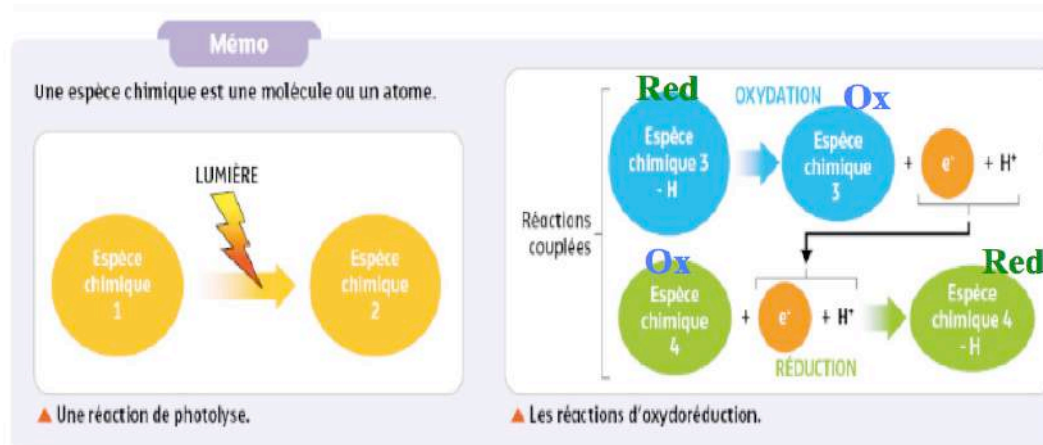 Mémo
Une espèce chimique est une molécule ou un atome.
LUMIÈRE
Espèce
chimique
1
Espèce
chimique
2
▲ Une réaction de photolyse.
Red
OXYDATION
Ox
Espèce
chimique 3
- H
Espèce
chimique
3
+ e⁻ + H⁺
Réactions
couplées
Ox
Red
Espèce
chimique
4
+ e⁻ + H⁺
Espèce
chimique 4
- H
RÉDUCTION
▲ Les réactions d'oxydoréduction.